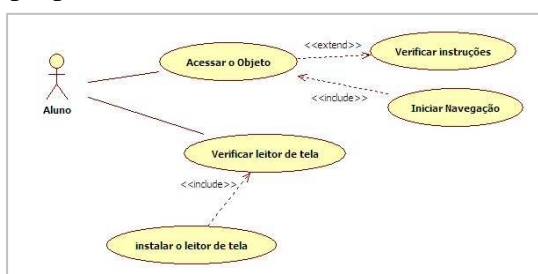 <<extend>>
Verificar instruções
Acessar o Objeto
<<include>>
Iniciar Navegação
Aluno
Verificar leitor de tela
<<include>>
instalar o leitor de tela